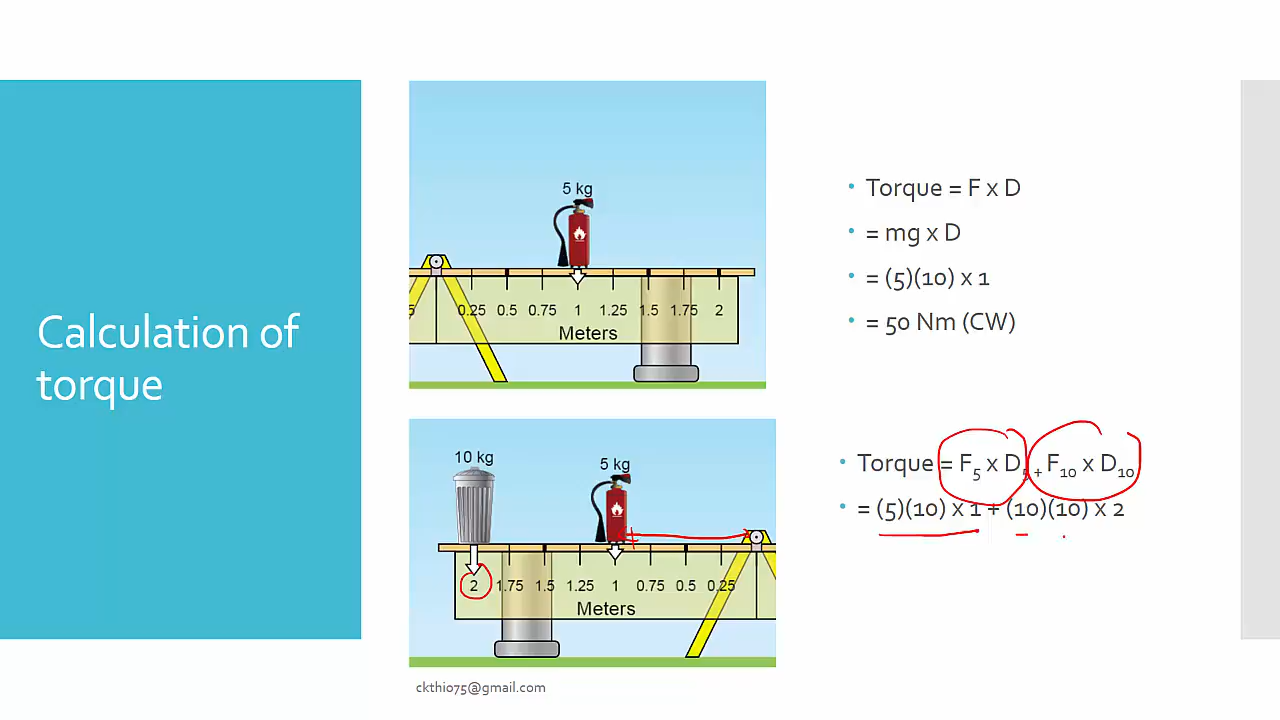 Calculation of
torque
5 kg
5 0.25 0.5 0.75 1 1.25 1.5 1.75 2
Meters
• Torque = F x D
• = mg x D
• = (5)(10) x 1
• = 50 Nm (CW)
10 kg
5 kg
2 1.75 1.5 1.25 1 0.75 0.5 0.25
Meters
• Torque = F5 x D5 + F10 x D10
• = (5)(10) x 1 + (10)(10) x 2
ckthio75@gmail.com